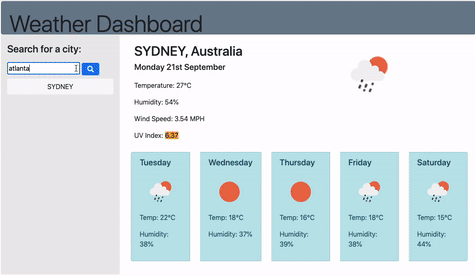 Weather Dashboard
Search for a city:
atlanta
SYDNEY
SYDNEY, Australia
Monday 21st September
Temperature: 27°C
Humidity: 54%
Wind Speed: 3.54 MPH
UV Index: 6.37
Tuesday
Temp: 22°C
Humidity:
38%
Wednesday
Temp: 18°C
Humidity: 37%
Thursday
Temp: 16°C
Humidity:
39%
Friday
Temp: 18°C
Humidity:
38%
Saturday
Temp: 15°C
Humidity:
44%